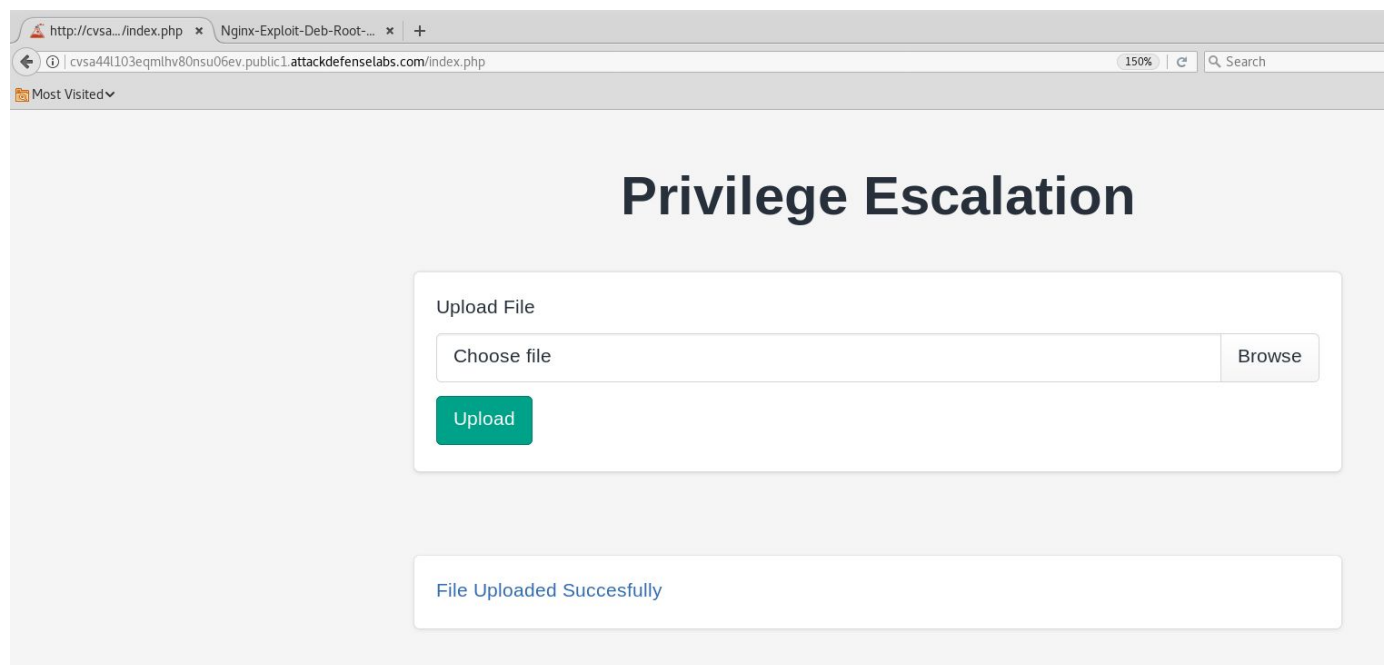 http://cvsa.../index.php × Nginx-Exploit-Deb-Root-... × +
cvsa44l103eqmlhv80nsu06ev.public1.attackdefenselabs.com/index.php 150% Search
Most Visited
Privilege Escalation
Upload File
Choose file Browse
Upload
File Uploaded Succesfully